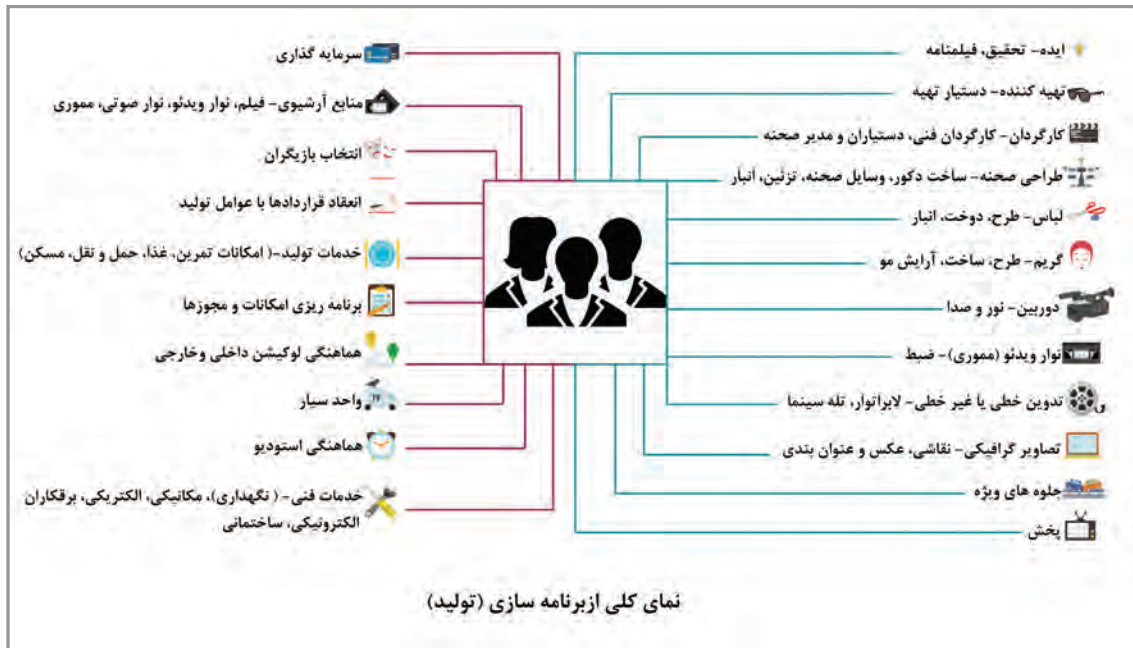 ایده- تحقیق، فیلمنامه
تهیه کننده- دستیار تهیه
کارگردان- کارگردان فنی، دستیاران و مدیر صحنه
طراحی صحنه- ساخت دکور، وسایل صحنه، تزئین، انبار
لباس- طرح، دوخت، انبار
گریم- طرح، ساخت، آرایش مو
دوربین- نور و صدا
نوار ویدئو (مموری)- ضبط
تدوین خطی یا غیر خطی- لابراتوار، تله سینما
تصاویر گرافیکی- نقاشی، عکس و عنوان بندی
جلوه های ویژه
پخش
سرمایه گذاری
منابع آرشیوی- فیلم، نوار ویدئو، نوار صوتی، مموری
انتخاب بازیگران
انعقاد قراردادها با عوامل تولید
خدمات تولید-( امکانات تمرین، غذا، حمل و نقل، مسکن)
برنامه ریزی امکانات و مجوزها
هماهنگی لوکیشن داخلی وخارجی
واحد سیار
هماهنگی استودیو
خدمات فنی- ( نگهداری)، مکانیکی، الکتریکی، برقکاران
الکترونیکی، ساختمانی
نمای کلی ازبرنامه سازی (تولید)